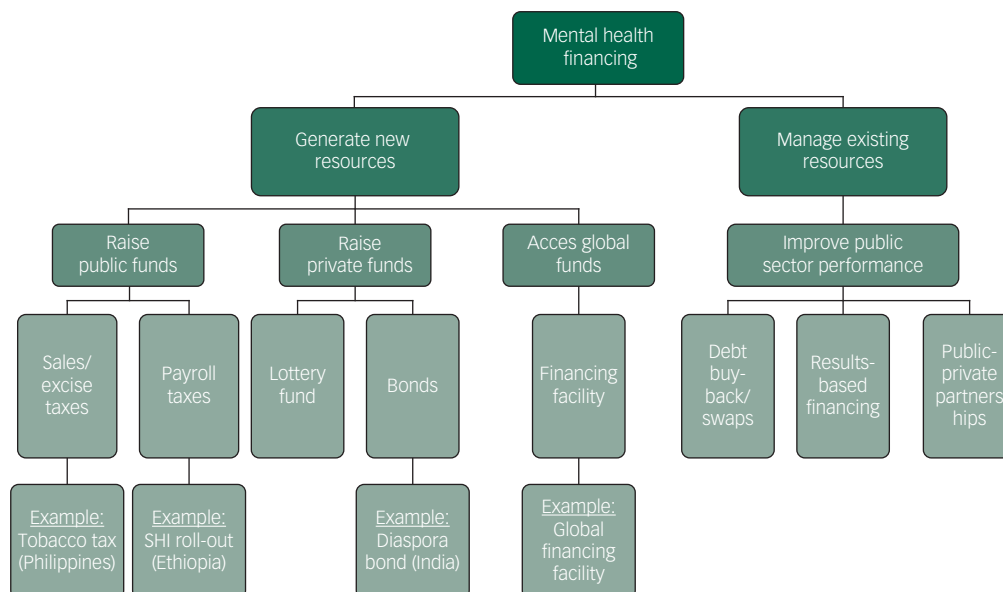 Mental health
financing
Generate new
resources
Manage existing
resources
Raise
public funds
Raise
private funds
Acces global
funds
Improve public
sector performance
Sales/
excise
taxes
Payroll
taxes
Lottery
fund
Bonds
Financing
facility
Debt
buy-
back/
swaps
Results-
based
financing
Public-
private
partners
hips
Example:
Tobacco tax
(Philippines)
Example:
SHI roll-out
(Ethiopia)
Example:
Diaspora
bond (India)
Example:
Global
financing
facility